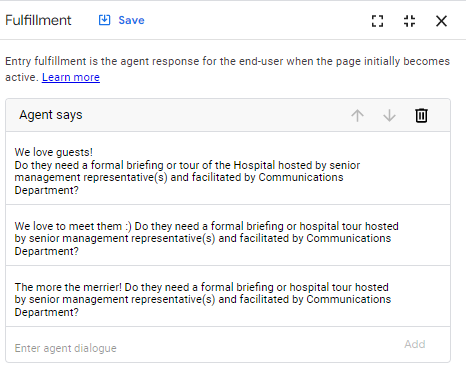 Fulfillment Save
Entry fulfillment is the agent response for the end-user when the page initially becomes
active. Learn more
Agent says
We love guests!
Do they need a formal briefing or tour of the Hospital hosted by senior
management representative(s) and facilitated by Communications
Department?
We love to meet them :) Do they need a formal briefing or hospital tour hosted
by senior management representative(s) and facilitated by Communications
Department?
The more the merrier! Do they need a formal briefing or hospital tour hosted
by senior management representative(s) and facilitated by Communications
Department?
Enter agent dialogue Add